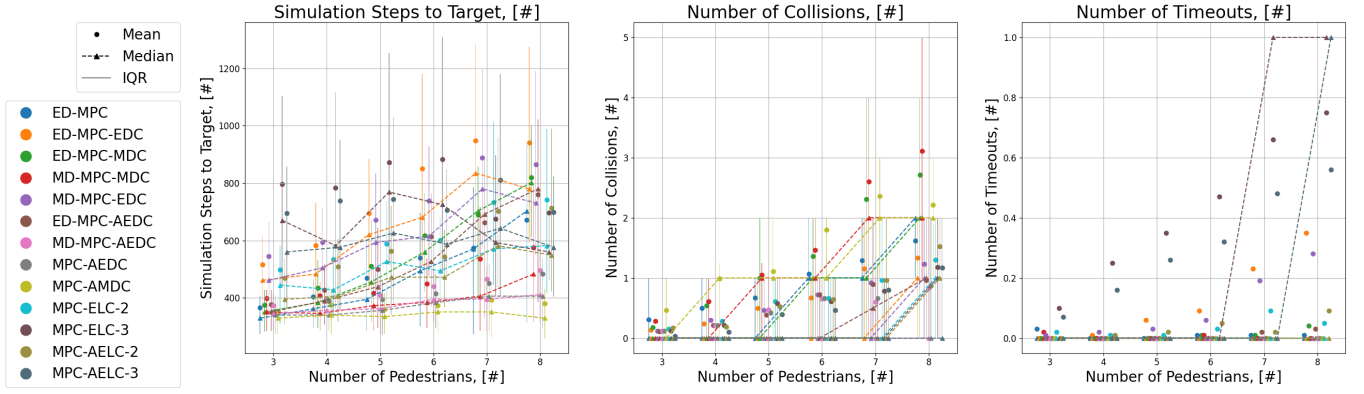 Mean
Median
IQR
ED-MPC
ED-MPC-EDC
ED-MPC-MDC
MD-MPC-MDC
MD-MPC-EDC
ED-MPC-AEDC
MD-MPC-AEDC
MPC-AEDC
MPC-AMDC
MPC-ELC-2
MPC-ELC-3
MPC-AELC-2
MPC-AELC-3
Simulation Steps to Target, [#]
Simulation Steps to Target, [#]
1200
1000
800
600
400
3 4 5 6 7 8
Number of Pedestrians, [#]
Number of Collisions, [#]
Number of Collisions, [#]
5
4
3
2
1
0
3 4 5 6 7 8
Number of Pedestrians, [#]
Number of Timeouts, [#]
Number of Timeouts, [#]
1.0
0.8
0.6
0.4
0.2
0.0
3 4 5 6 7 8
Number of Pedestrians, [#]